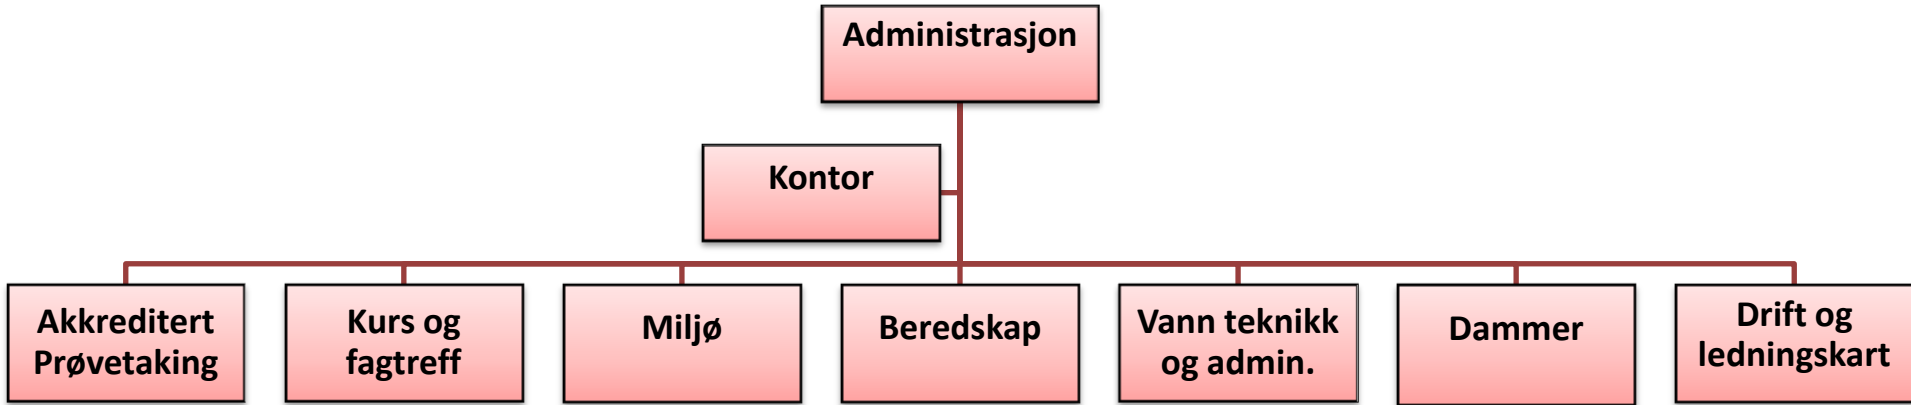 Administrasjon
Kontor
Akkreditert
Prøvetaking
Kurs og
fagtreff
Miljø
Beredskap
Vann teknikk
og admin.
Dammer
Drift og
ledningskart